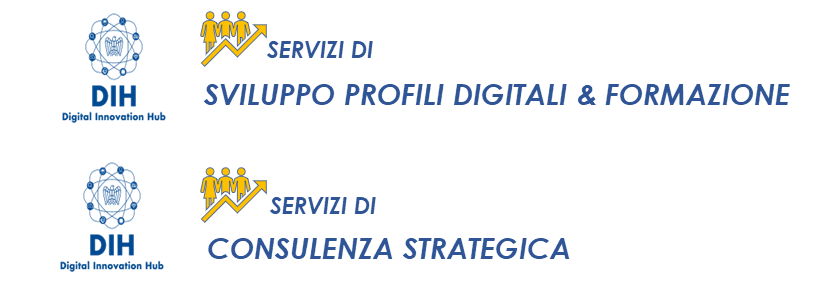 DIH
Digital Innovation Hub
SERVIZI DI
SVILUPPO PROFILI DIGITALI & FORMAZIONE
DIH
Digital Innovation Hub
SERVIZI DI
CONSULENZA STRATEGICA